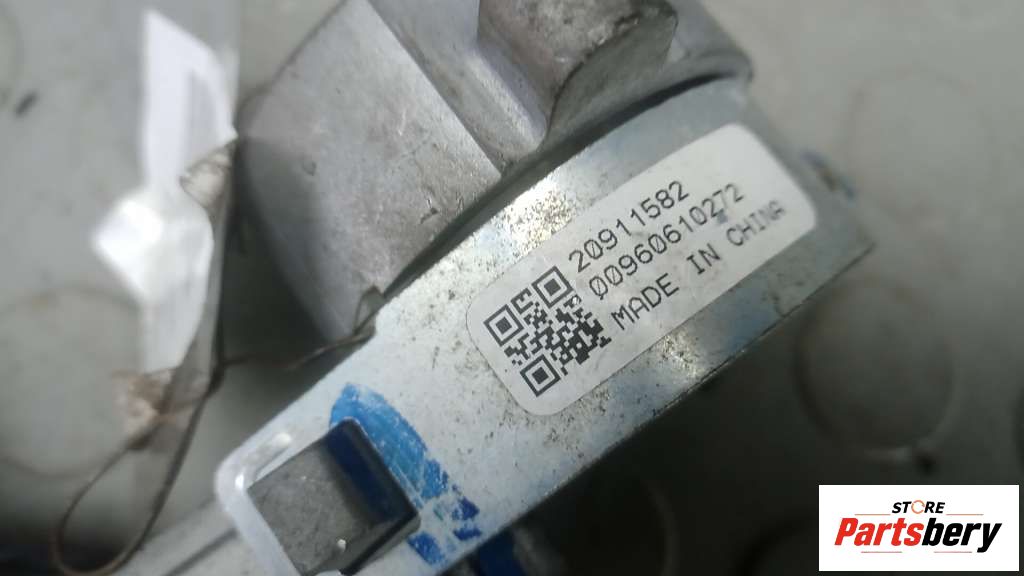 20911582
00960610272
MADE IN CHINA
STORE
Partsbery